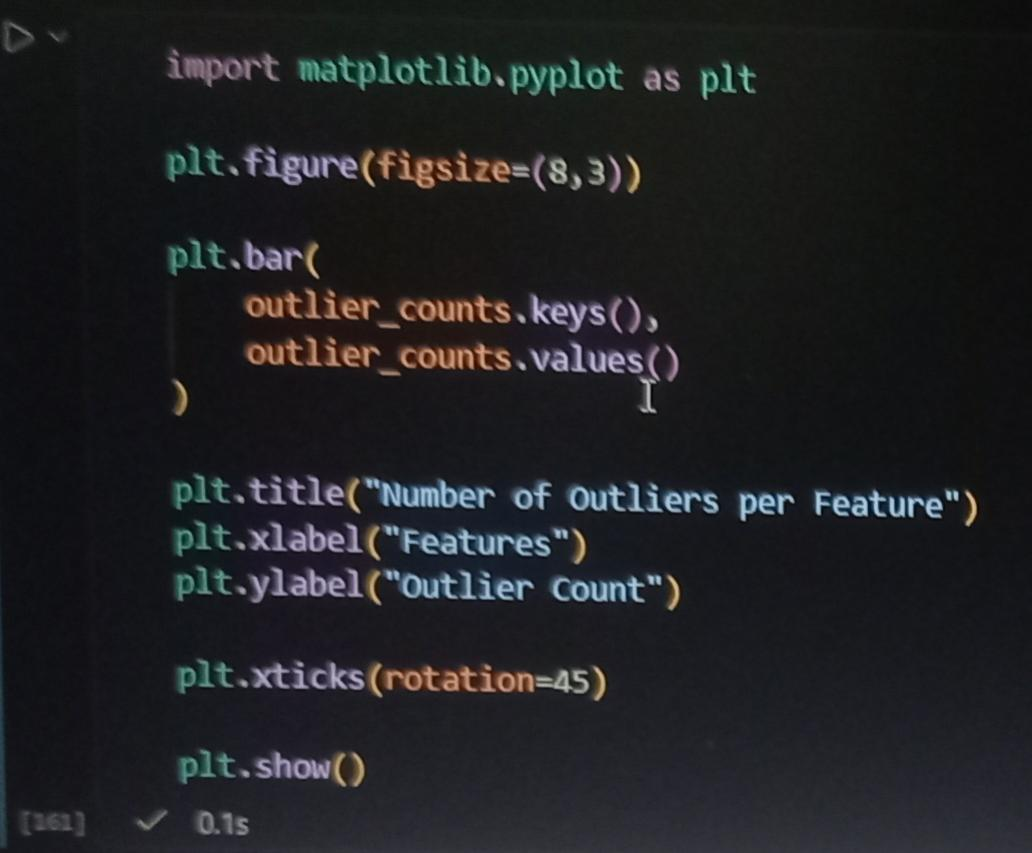 import matplotlib.pyplot as plt
plt.figure(figsize=(8,3))
plt.bar(
    outlier_counts.keys(),
    outlier_counts.values()
)
plt.title("Number of Outliers per Feature")
plt.xlabel("Features")
plt.ylabel("Outlier Count")
plt.xticks(rotation=45)
plt.show()
[161] ✓ 0.1s